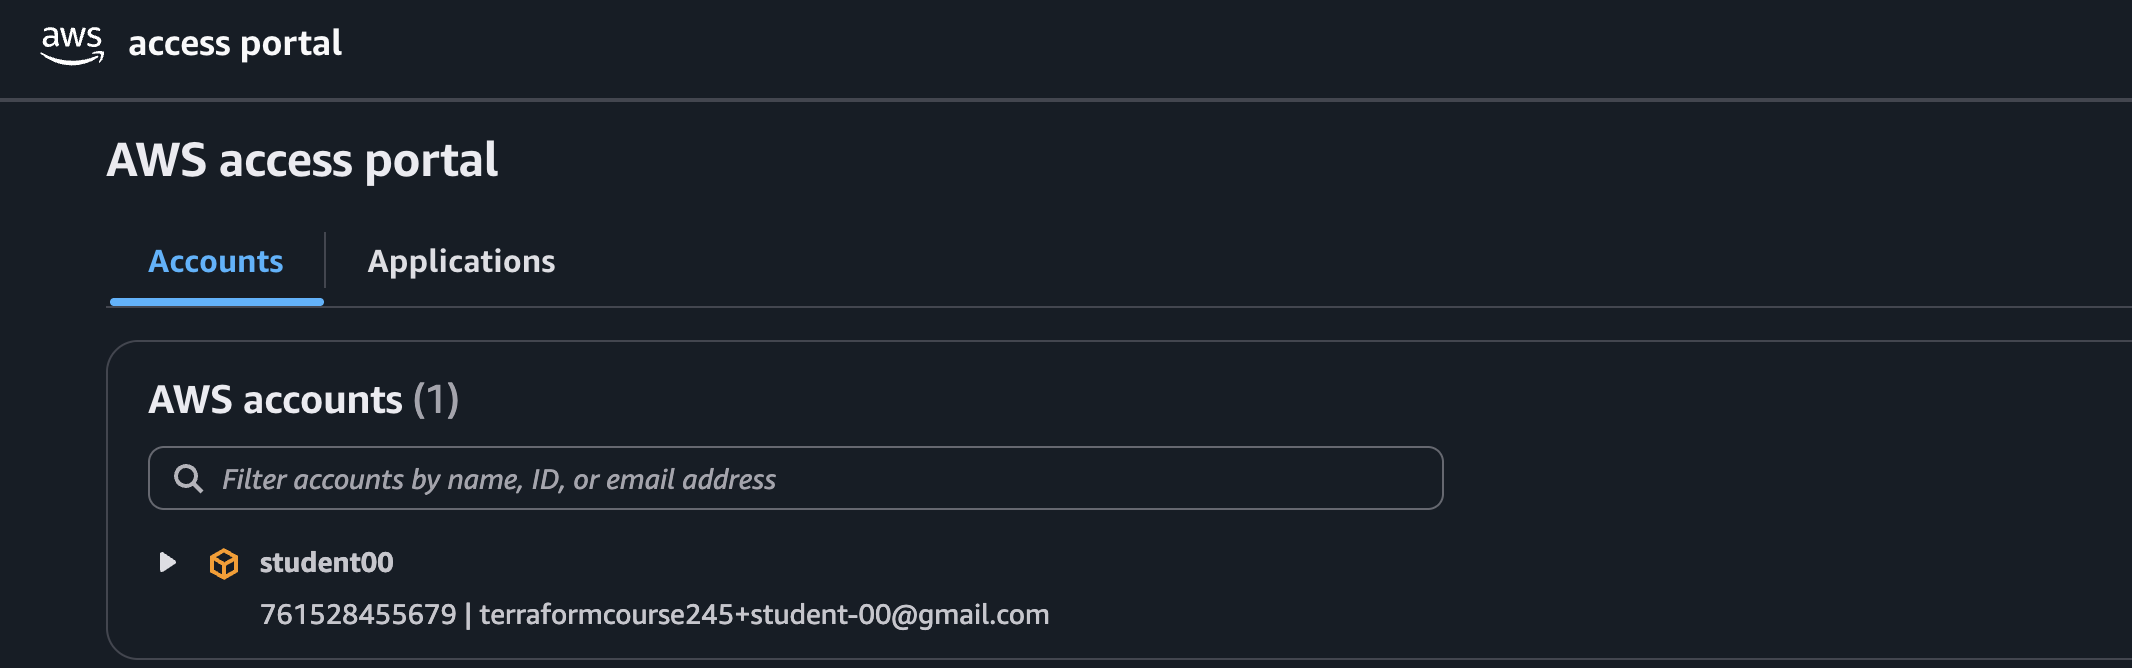 aws access portal
AWS access portal
Accounts
Applications
AWS accounts (1)
Filter accounts by name, ID, or email address
student00
761528455679 | terraformcourse245+student-00@gmail.com